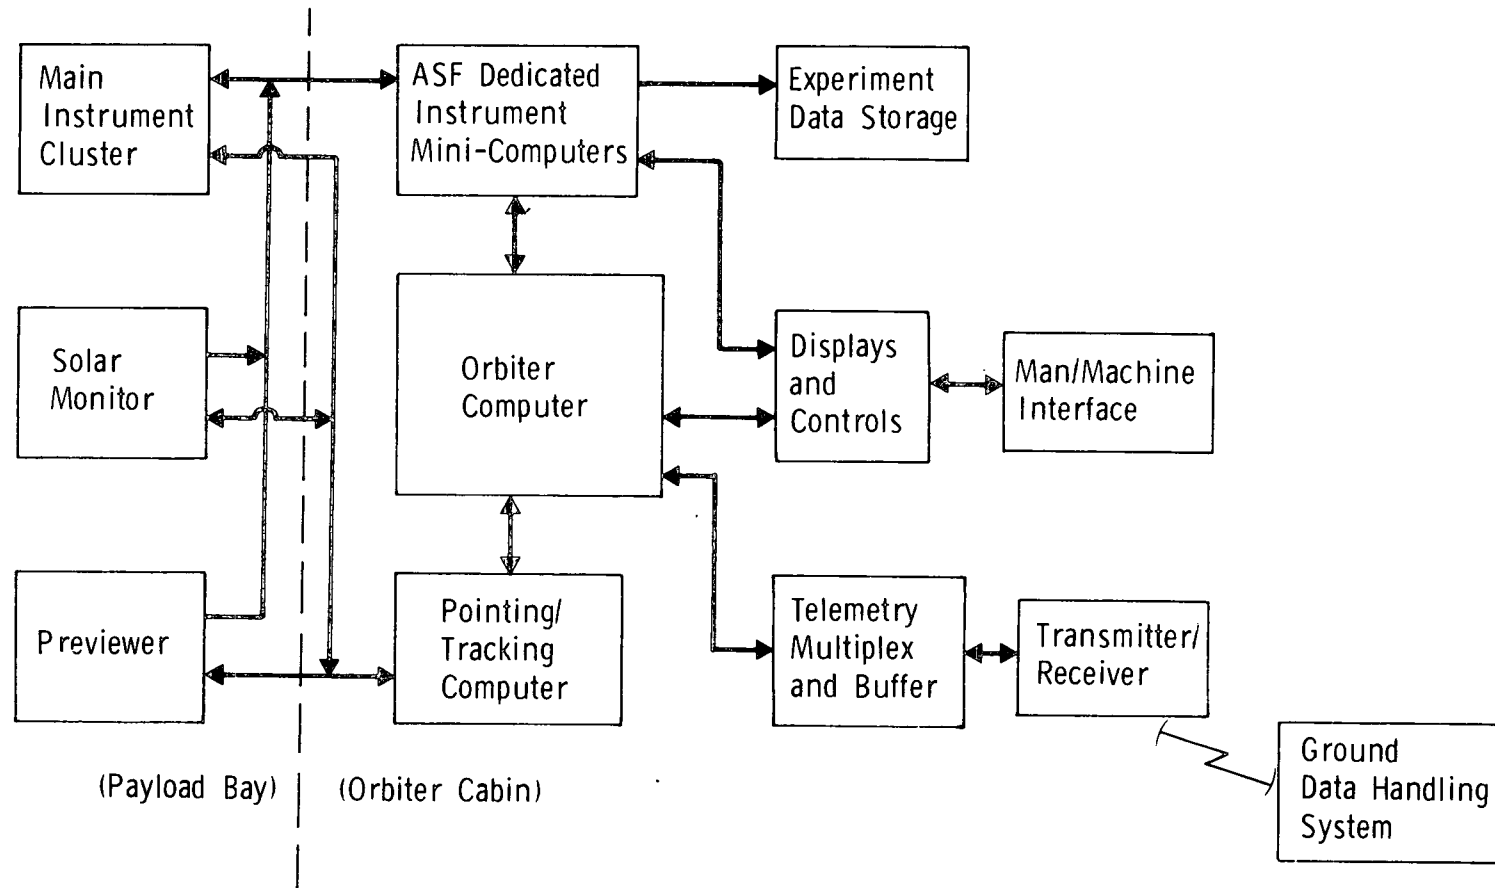 Main
Instrument
Cluster
ASF Dedicated
Instrument
Mini-Computers
Experiment
Data Storage
Solar
Monitor
Orbiter
Computer
Displays
and
Controls
Man/Machine
Interface
Previewer
Pointing/
Tracking
Computer
Telemetry
Multiplex
and Buffer
Transmitter/
Receiver
Ground
Data Handling
System
(Payload Bay)
(Orbiter Cabin)